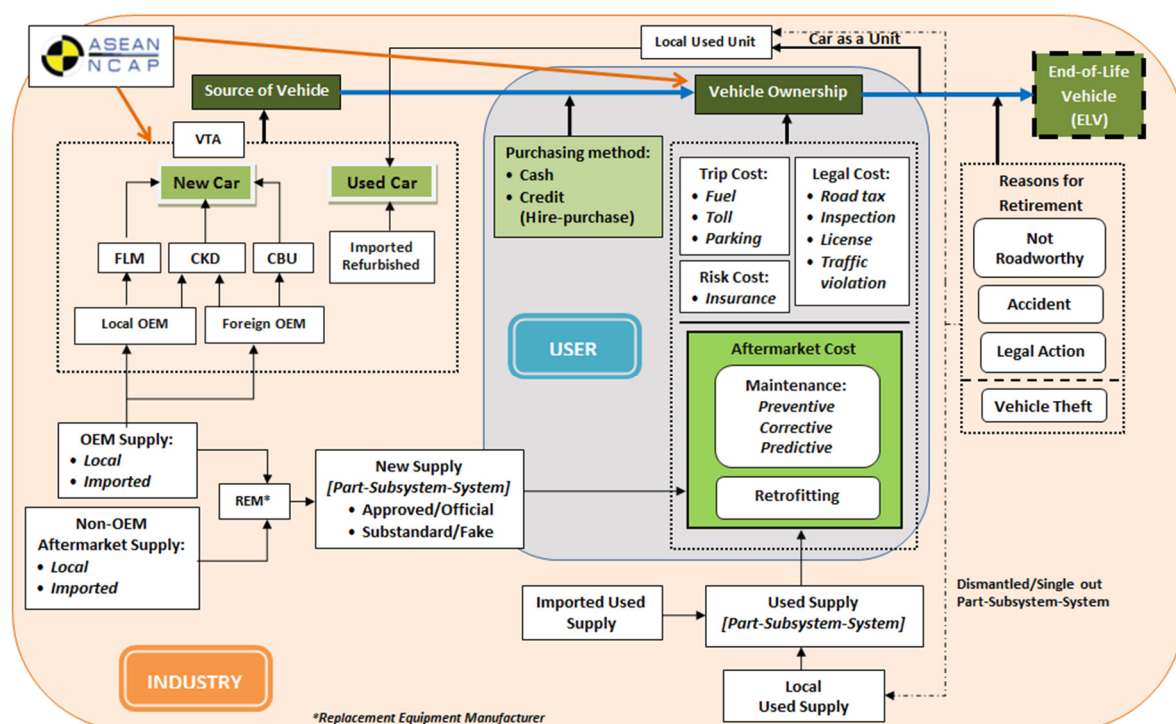 ASEAN
NCAP
Local Used Unit
Car as a Unit
Source of Vehicle
Vehicle Ownership
End-of-Life
Vehicle
(ELV)
VTA
New Car
Used Car
FLM
CKD
CBU
Imported
Refurbished
Local OEM
Foreign OEM
Purchasing method:
• Cash
• Credit
(Hire-purchase)
Trip Cost:
• Fuel
• Toll
• Parking
Risk Cost:
• Insurance
Legal Cost:
• Road tax
• Inspection
• License
• Traffic
violation
Reasons for
Retirement
Not
Roadworthy
Accident
Legal Action
Vehicle Theft
USER
Aftermarket Cost
Maintenance:
Preventive
Corrective
Predictive
Retrofitting
OEM Supply:
• Local
• Imported
Non-OEM
Aftermarket Supply:
• Local
• Imported
REM*
New Supply
[Part-Subsystem-System]
• Approved/Official
• Substandard/Fake
Imported Used
Supply
Used Supply
[Part-Subsystem-System]
Local
Used Supply
Dismantled/Single out
Part-Subsystem-System
INDUSTRY
*Replacement Equipment Manufacturer